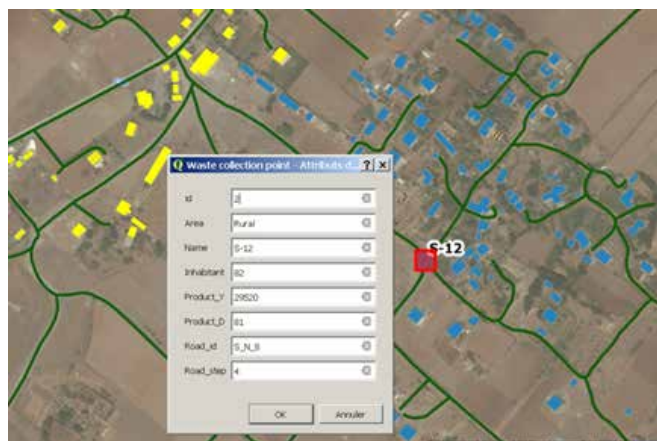 Waste collection point - Attributs d...
S-12
Id 2
Area Rural
Name S-12
Inhabitant 82
Product_Y 29520
Product_D 81
Road_id S_N_B
Road_step 4
OK Annuler